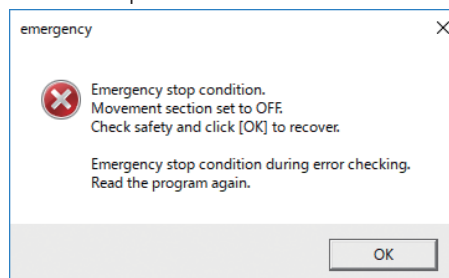 emergency
Emergency stop condition.
Movement section set to OFF.
Check safety and click [OK] to recover.
Emergency stop condition during error checking.
Read the program again.
OK